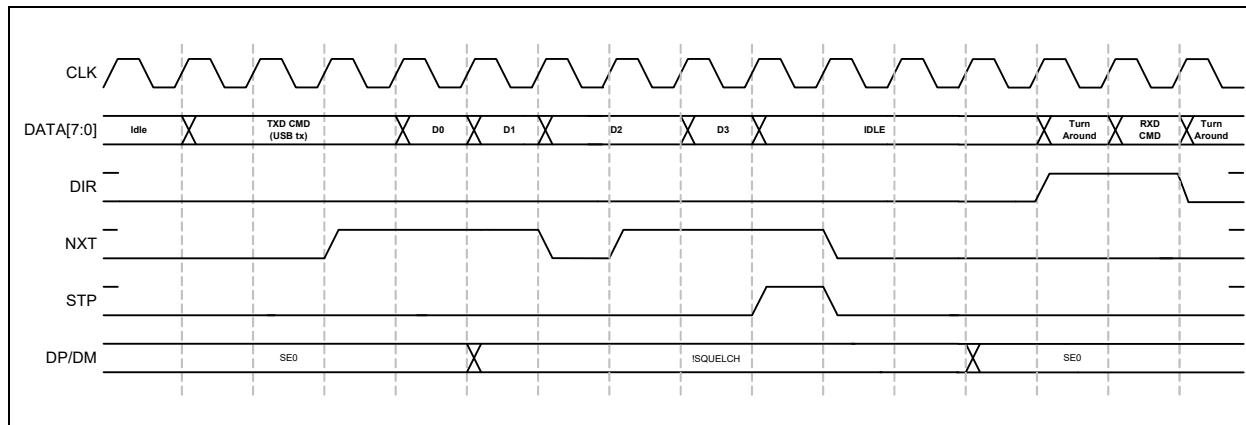 CLK
DATA[7:0]
Idle
TXD CMD
(USB tx)
D0
D1
D2
D3
IDLE
Turn
Around
RXD
CMD
Turn
Around
DIR
NXT
STP
DP/DM
SE0
!SQUELCH
SE0